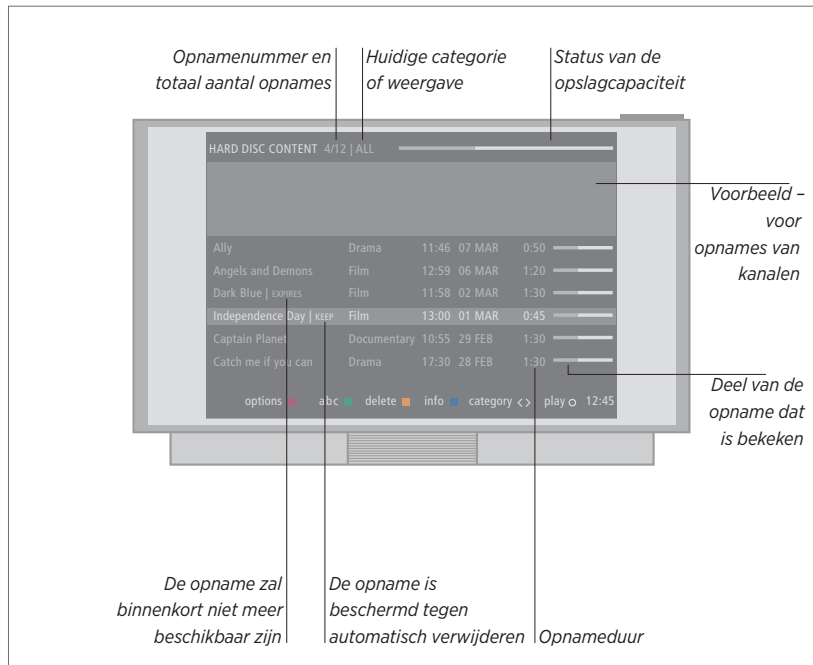 Opnamenummer en
totaal aantal opnames
Huidige categorie
of weergave
Status van de
opslagcapaciteit
HARD DISC CONTENT 4/12 | ALL
Voorbeeld –
voor
opnames van
kanalen
Ally Drama 11:46 07 MAR 0:50
Angels and Demons Film 12:59 06 MAR 1:20
Dark Blue | EXPIRES Film 11:58 02 MAR 1:30
Independence Day | KEEP Film 13:00 01 MAR 0:45
Captain Planet Documentary 10:55 29 FEB 1:30
Catch me if you can Drama 17:30 28 FEB 1:30
options abc delete info category <> play 12:45
Deel van de
opname dat
is bekeken
De opname zal
binnenkort niet meer
beschikbaar zijn
De opname is
beschermd tegen
automatisch verwijderen
Opnameduur